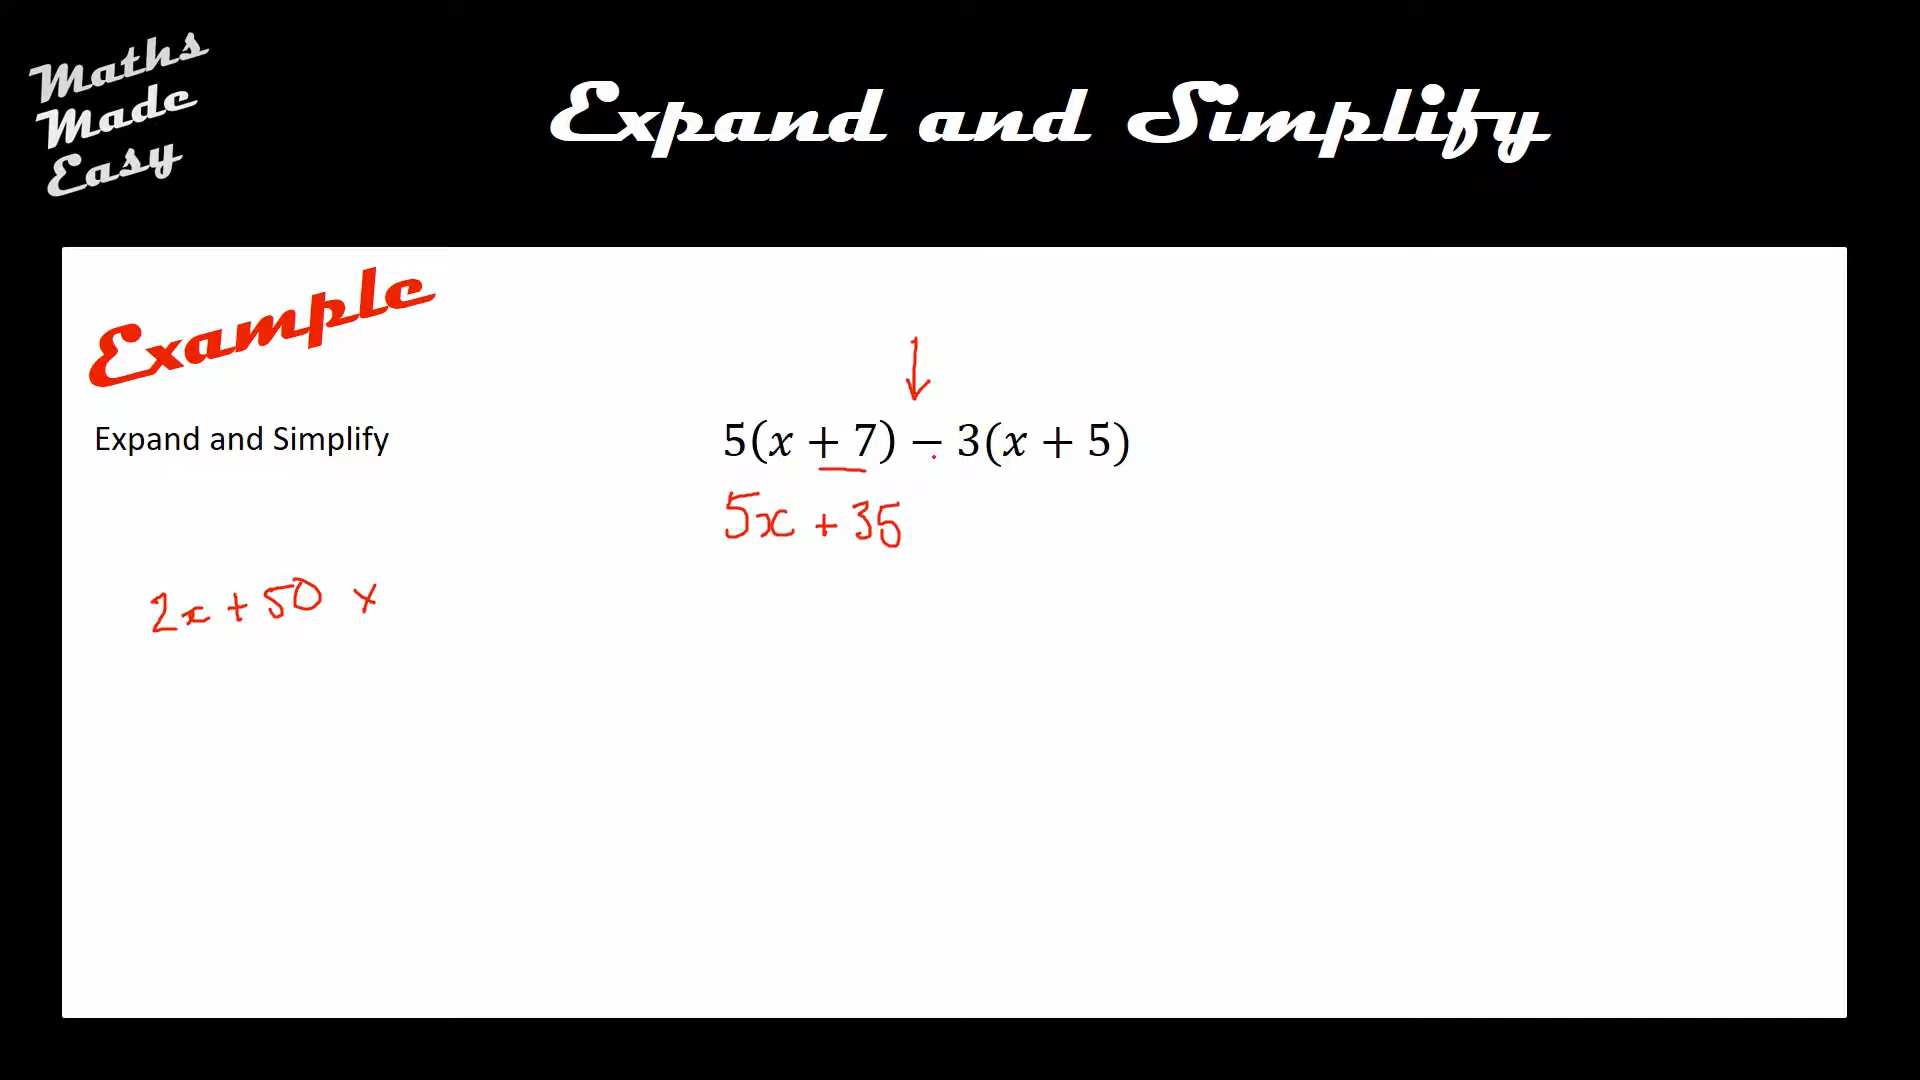 Maths
Made
Easy
Expand and Simplify
Example
Expand and Simplify
5(x + 7) − 3(x + 5)
5x + 35
2x + 50 ×